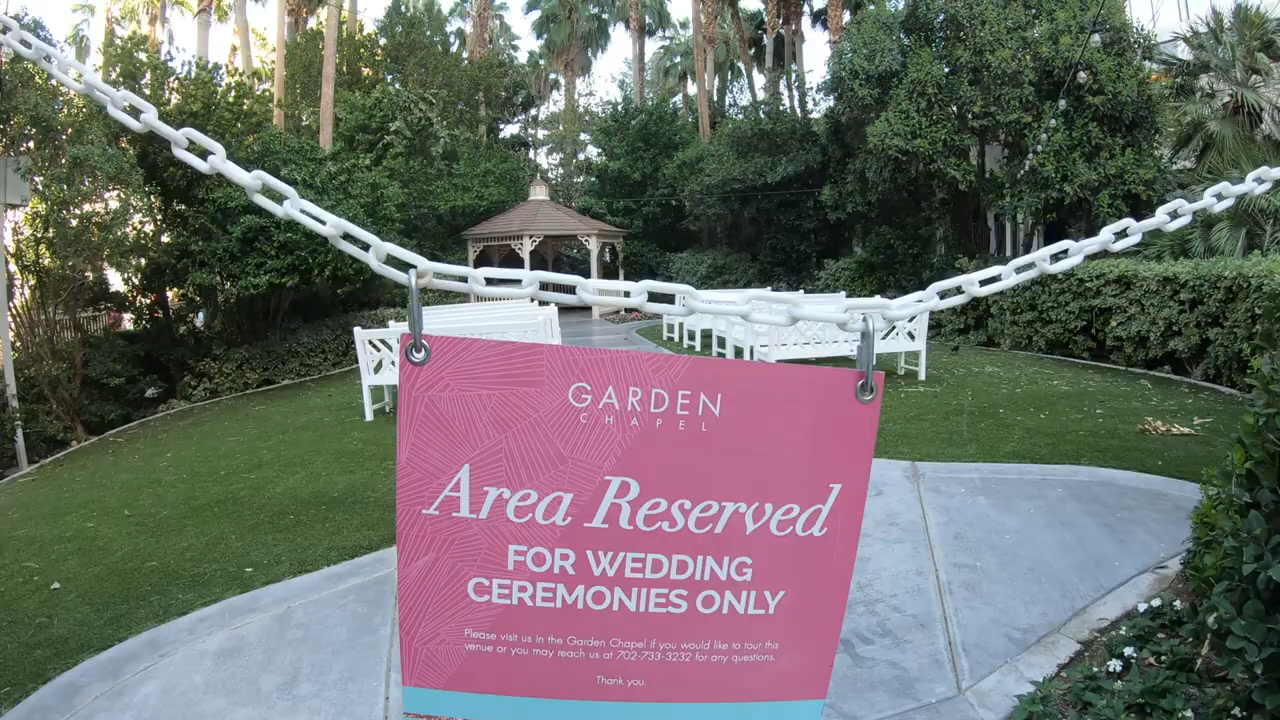 GARDEN
CHAPEL
Area Reserved
FOR WEDDING
CEREMONIES ONLY
Please visit us in the Garden Chapel if you would like to tour this
venue or you may reach us at 702-733-3232 for any questions.
Thank you.